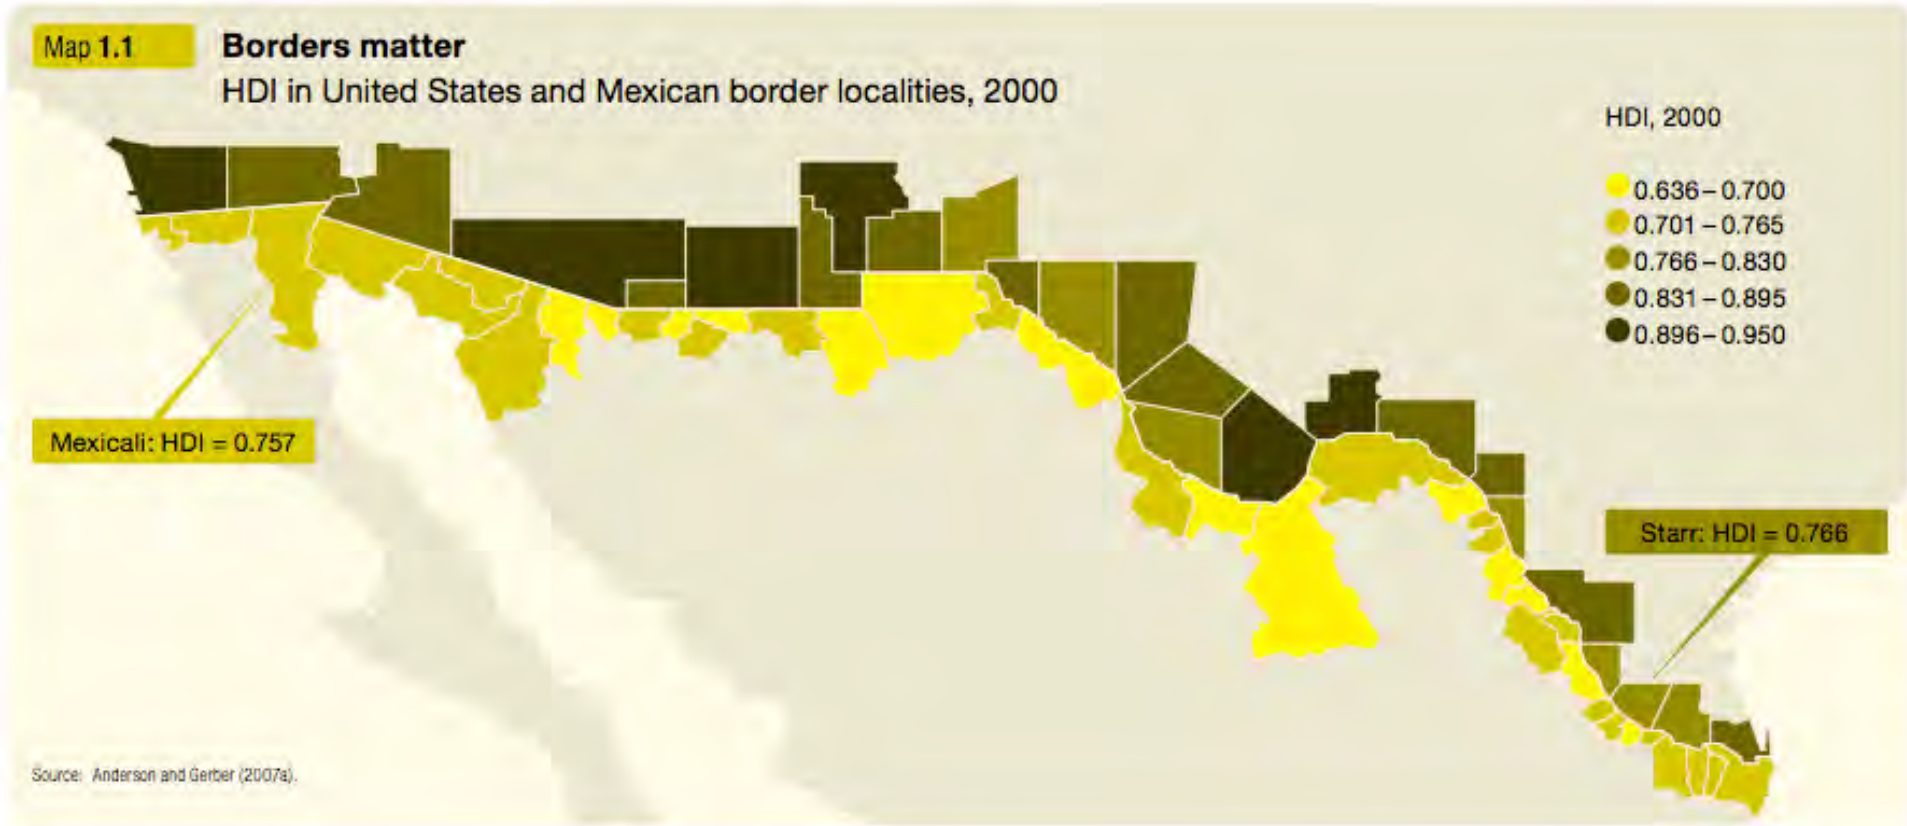 Map 1.1
Borders matter
HDI in United States and Mexican border localities, 2000
HDI, 2000
0.636–0.700
0.701–0.765
0.766–0.830
0.831–0.895
0.896–0.950
Mexicali: HDI = 0.757
Starr: HDI = 0.766
Source: Anderson and Gerber (2007a).